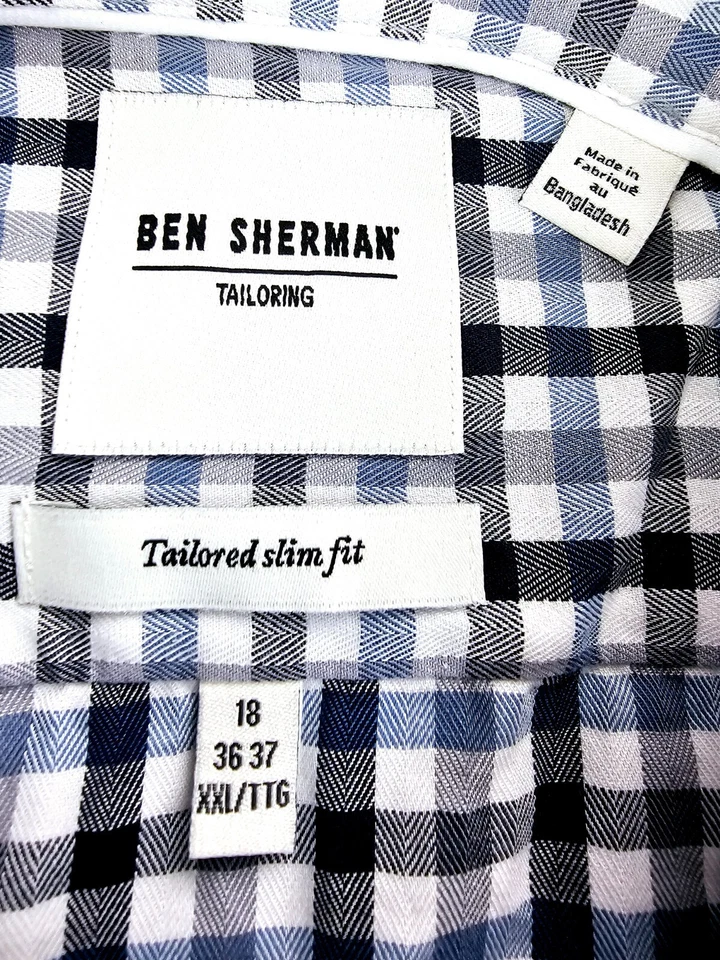 BEN SHERMAN
TAILORING
Made in
Fabriqué
au
Bangladesh
Tailored slim fit
18
36 37
XXL/TTG